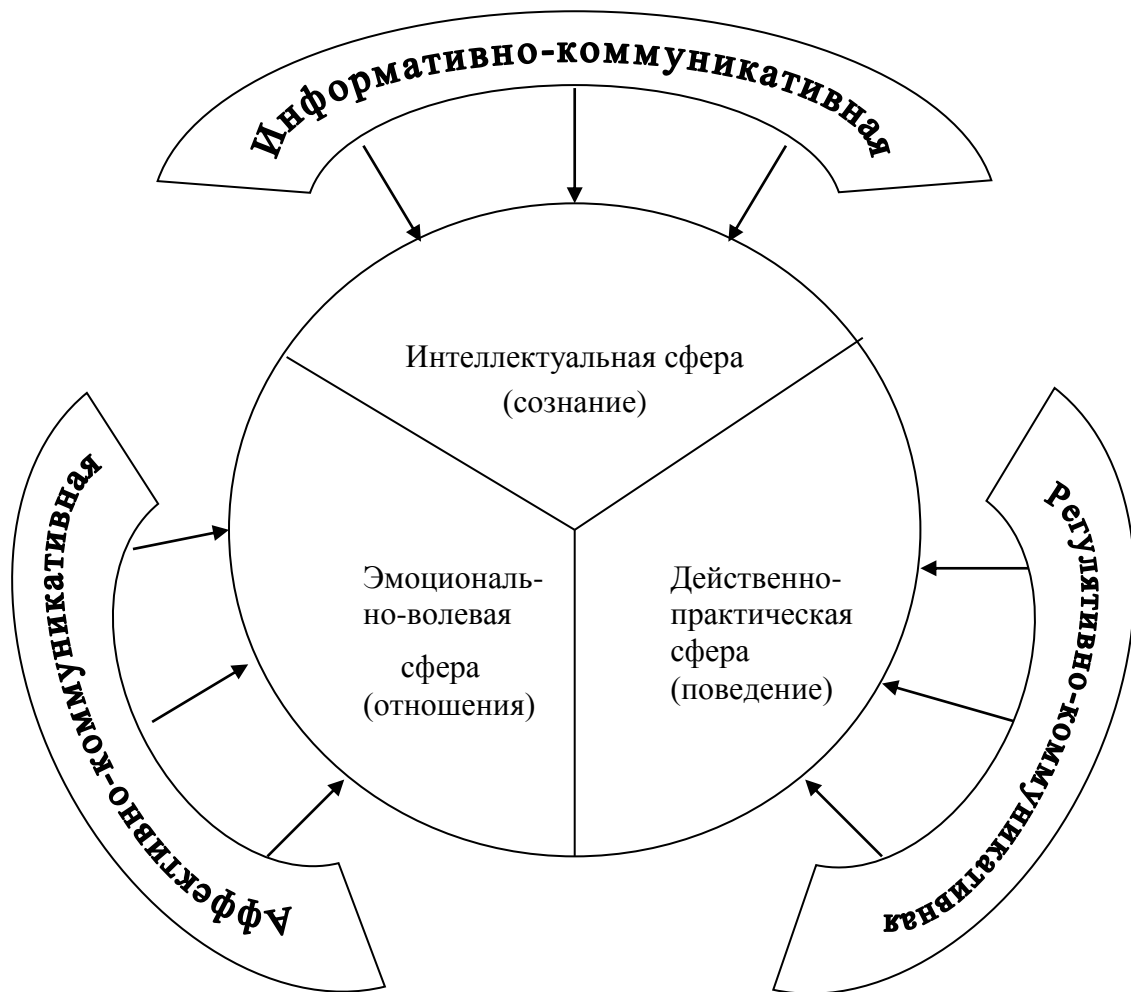 Информативно-коммуникативная
Интеллектуальная сфера
(сознание)
Аффективно-коммуникативная
Эмоциональ-
но-волевая
сфера
(отношения)
Действенно-
практическая
сфера
(поведение)
Регулятивно-коммуникативная